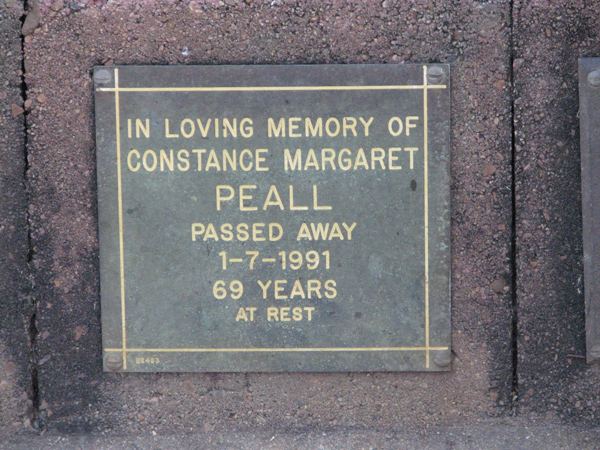 IN LOVING MEMORY OF
CONSTANCE MARGARET
PEALL
PASSED AWAY
1-7-1991
69 YEARS
AT REST